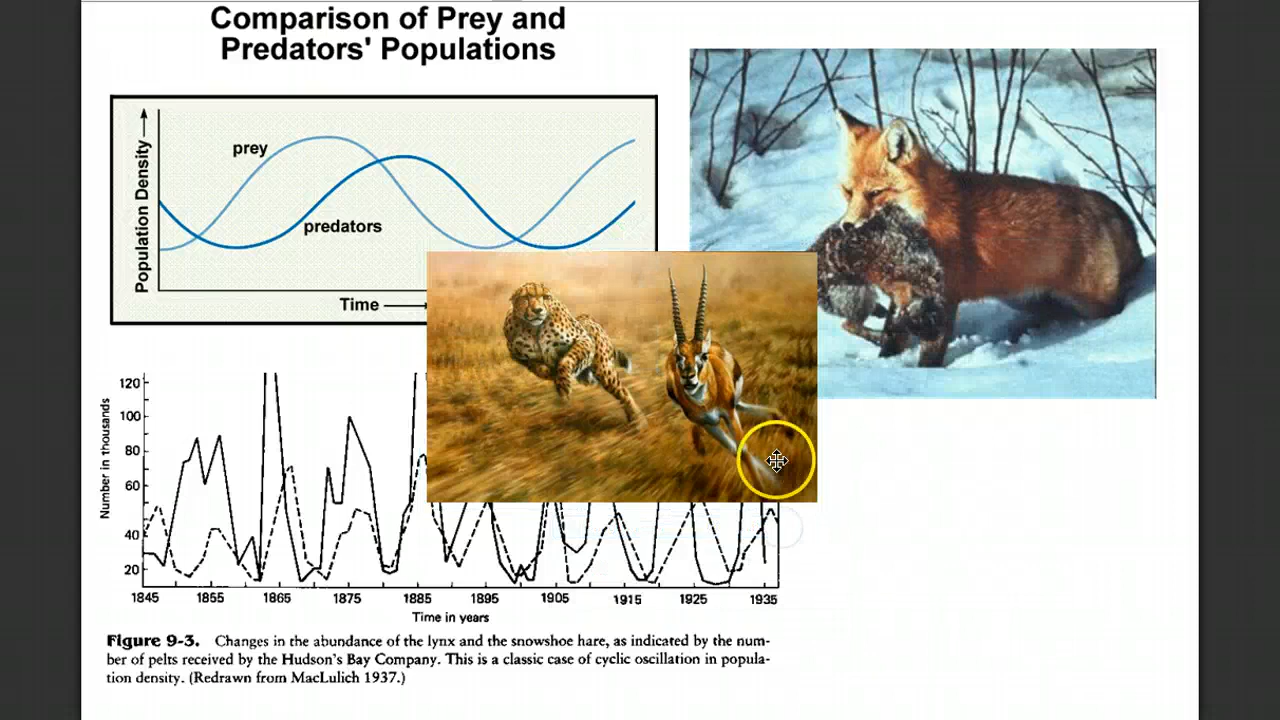 Comparison of Prey and
Predators' Populations
Population Density
prey
predators
Time
Number in thousands
120
100
80
60
40
20
1845 1855 1865 1875 1885 1895 1905 1915 1925 1935
Time in years
Figure 9-3. Changes in the abundance of the lynx and the snowshoe hare, as indicated by the num-
ber of pelts received by the Hudson's Bay Company. This is a classic case of cyclic oscillation in popula-
tion density. (Redrawn from MacLulich 1937.)